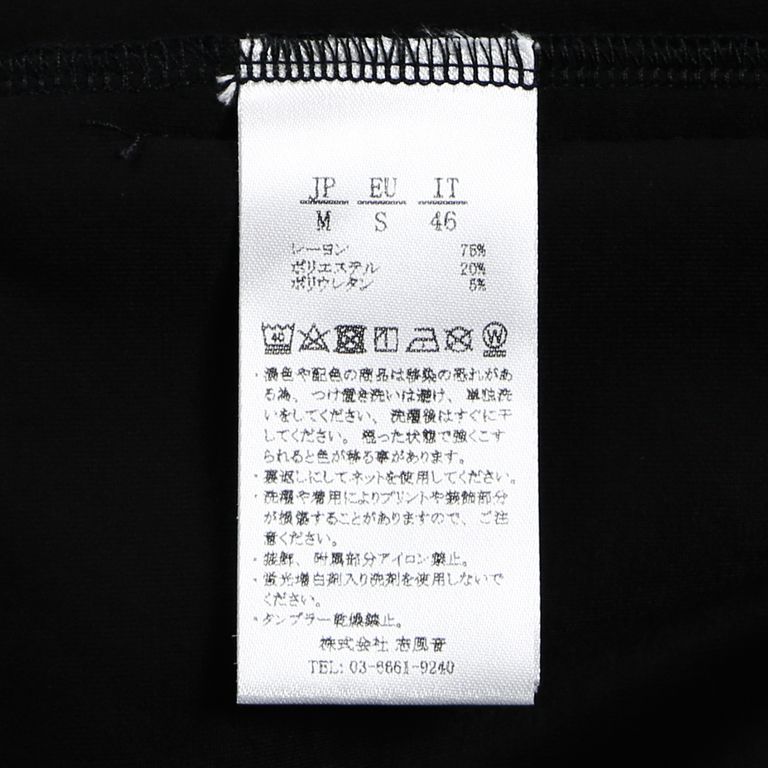 JP EU IT
M S 46
レーヨン 75%
ポリエステル 20%
ポリウレタン 5%
40 W
・濃色や配色の商品は移染の恐れがあ
る為、つけ置き洗いは避け、単独洗
いをしてください、洗濯後はすぐに干
してください。湿った状態で強くこす
られると色が移る事があります。
・裏返しにしてネットを使用してください。
・洗濯や着用によりプリントや装飾部分
が損傷することがありますので、ご注
意ください。
・装飾、附属部分アイロン禁止。
・蛍光増白剤入り洗剤を使用しないで
ください。
・タンブラー乾燥禁止。
株式会社 志風音
TEL: 03-6861-9240